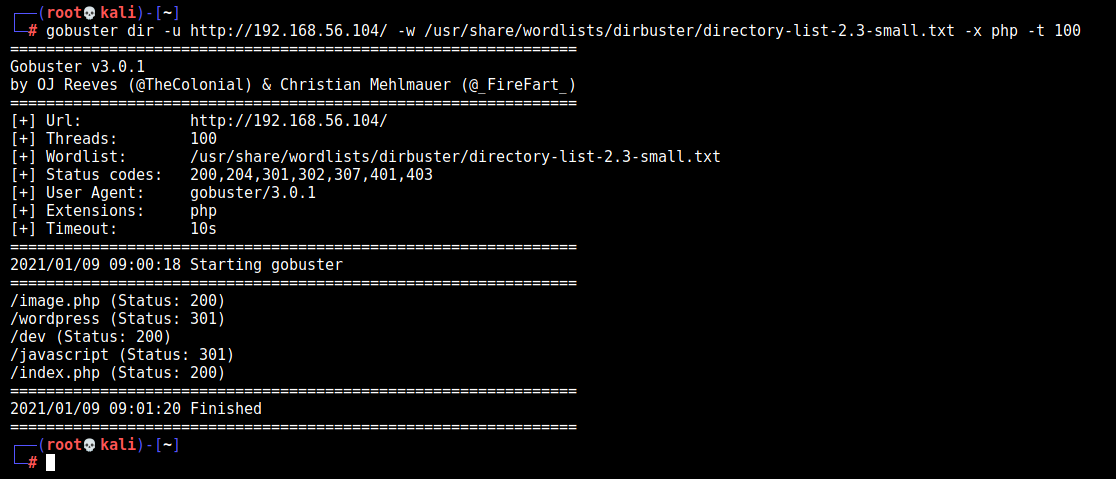 ┌──(root💀kali)-[~]
└─# gobuster dir -u http://192.168.56.104/ -w /usr/share/wordlists/dirbuster/directory-list-2.3-small.txt -x php -t 100
===============================================================
Gobuster v3.0.1
by OJ Reeves (@TheColonial) & Christian Mehlmauer (@_FireFart_)
===============================================================
[+] Url:            http://192.168.56.104/
[+] Threads:        100
[+] Wordlist:       /usr/share/wordlists/dirbuster/directory-list-2.3-small.txt
[+] Status codes:   200,204,301,302,307,401,403
[+] User Agent:     gobuster/3.0.1
[+] Extensions:     php
[+] Timeout:        10s
===============================================================
2021/01/09 09:00:18 Starting gobuster
===============================================================
/image.php (Status: 200)
/wordpress (Status: 301)
/dev (Status: 200)
/javascript (Status: 301)
/index.php (Status: 200)
===============================================================
2021/01/09 09:01:20 Finished
===============================================================
┌──(root💀kali)-[~]
└─#